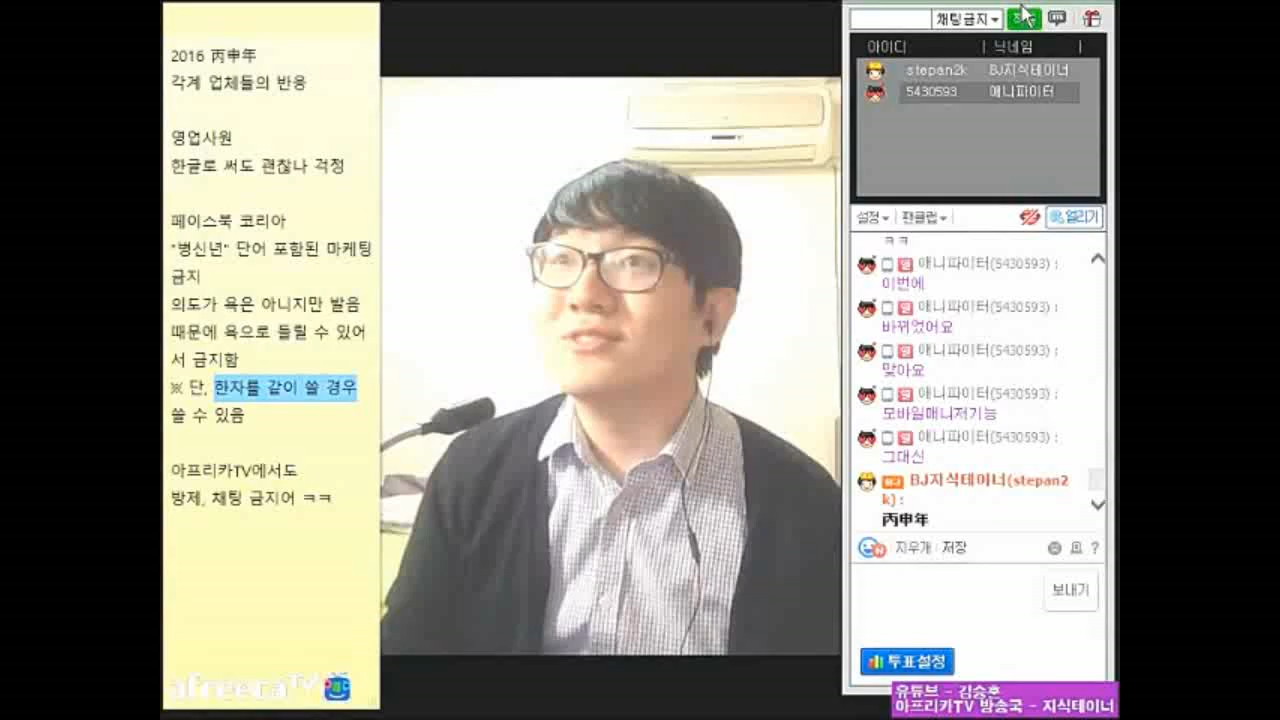 2016 丙申年
각계 업체들의 반응
영업사원
한글로 써도 괜찮나 걱정
페이스북 코리아
"병신년" 단어 포함된 마케팅
금지
의도가 욕은 아니지만 발음
때문에 욕으로 들릴 수 있어
서 금지함
※ 단, 한자를 같이 쓸 경우
쓸 수 있음
아프리카TV에서도
방제, 채팅 금지어 ㅋㅋ
afreecaTV
채팅금지
아이디 닉네임
stepan2k BJ지식테이너
5430593 애니파이터
설정 팬클럽 열리기
ㅋㅋ
애니파이터(5430593) :
이번에
애니파이터(5430593) :
바뀌었어요
애니파이터(5430593) :
맞아요
애니파이터(5430593) :
모바일매니저기능
애니파이터(5430593) :
그대신
BJ지식테이너(stepan2
k) :
丙申年
지우개 저장 ?
보내기
투표설정
유튜브 - 김승훈
아프리카TV 방송국 - 지식테이너